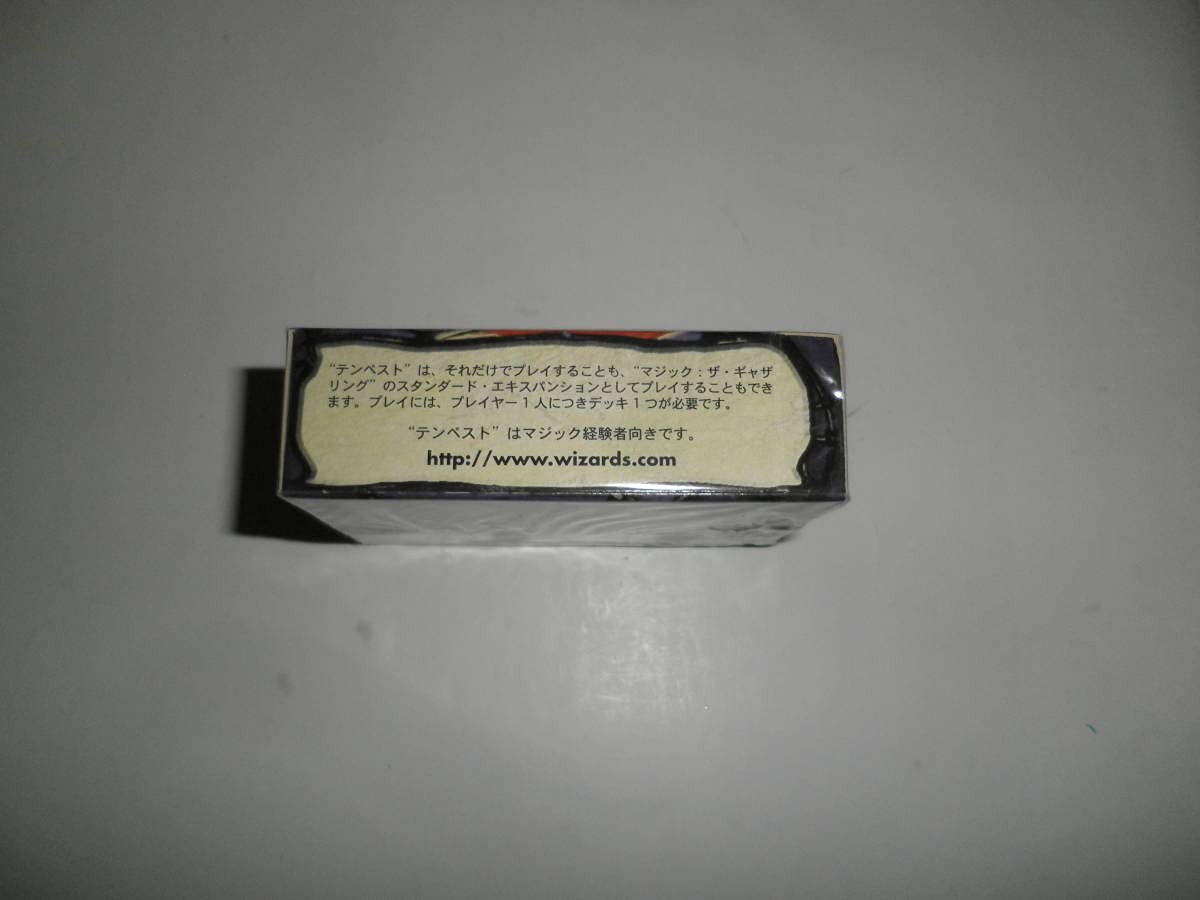 “テンペスト” は、それだけでプレイすることも、“マジック：ザ・ギャザ
リング” のスタンダード・エキスパンションとしてプレイすることもでき
ます。プレイには、プレイヤー１人につきデッキ１つが必要です。
“テンペスト” はマジック経験者向きです。
http://www.wizards.com